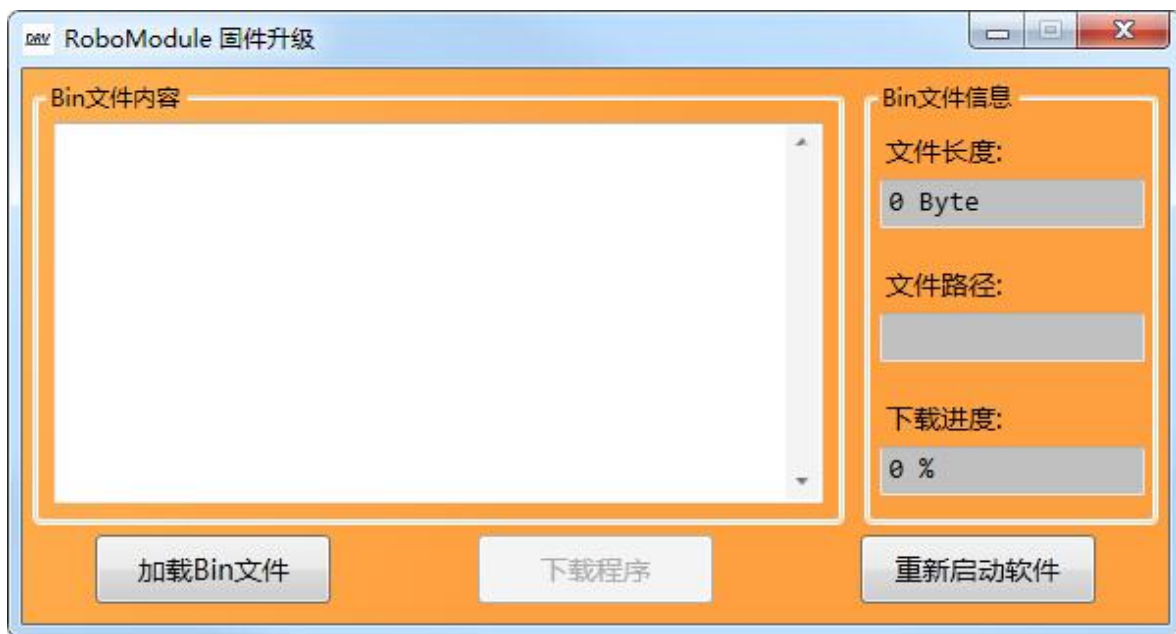 DRV RoboModule 固件升级
Bin文件内容
Bin文件信息
文件长度:
0 Byte
文件路径:
下载进度:
0 %
加载Bin文件
下载程序
重新启动软件